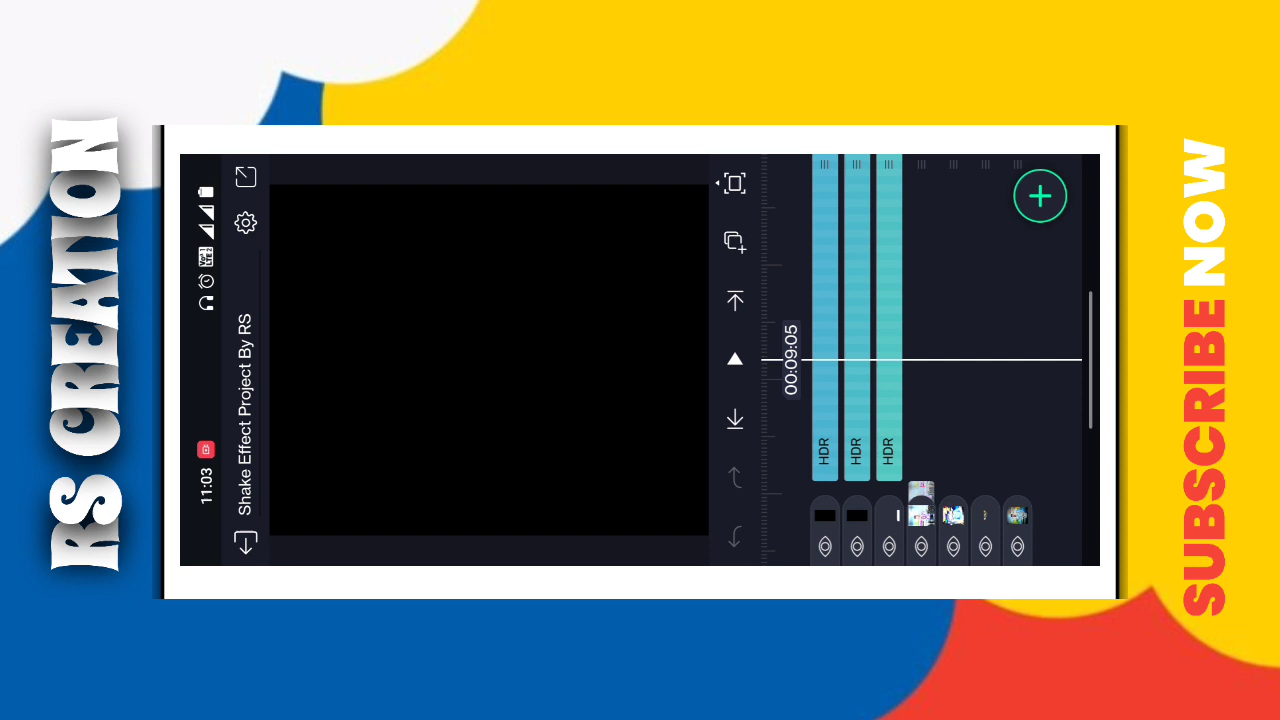 RS CREATION
11:03
Shake Effect Project By RS
00:09:05
HDR
HDR
HDR
SUBSCRIBE NOW